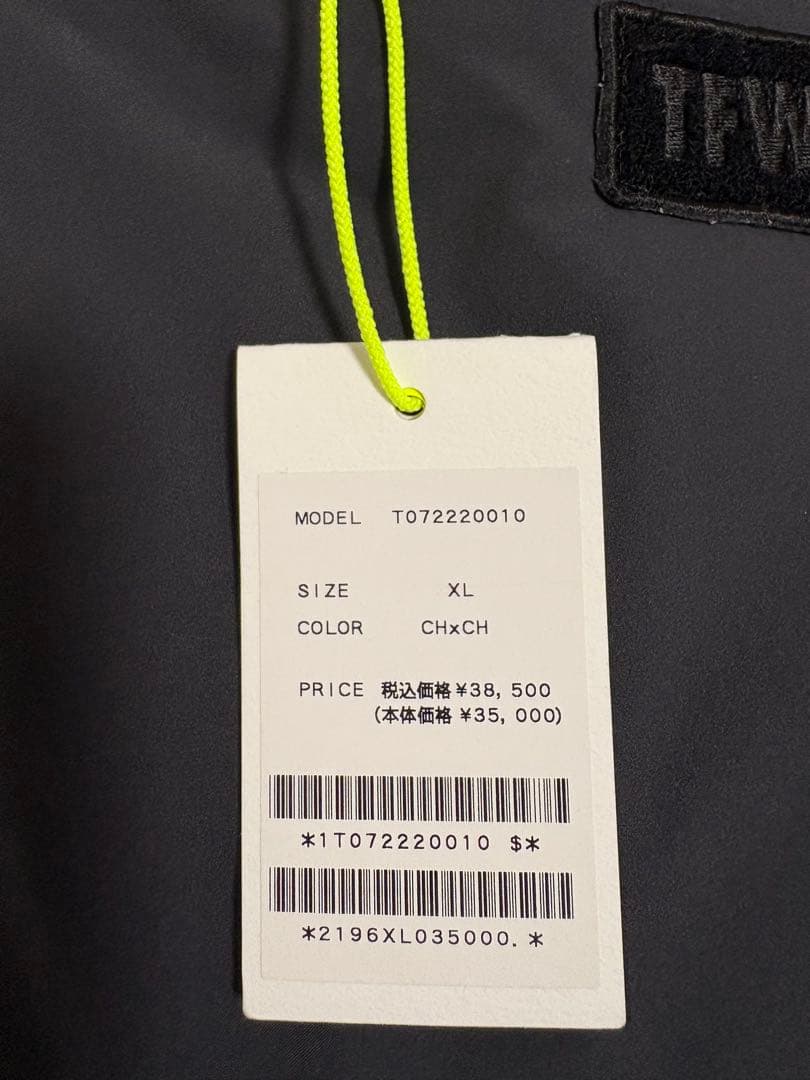 TFW
MODEL T072220010
SIZE XL
COLOR CHxCH
PRICE 税込価格 ¥38,500
(本体価格 ¥35,000)
*1T072220010 $*
*2196XL035000.*